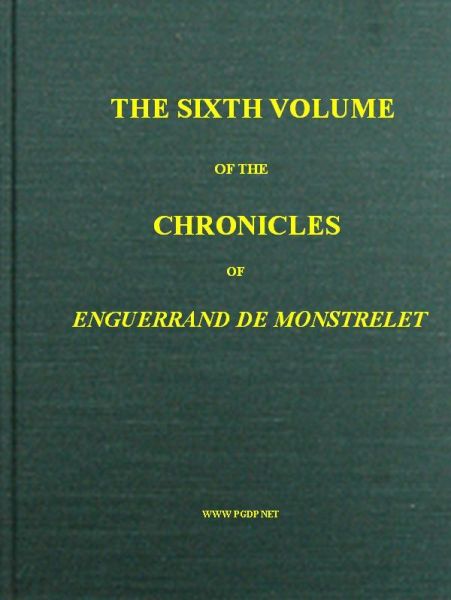 THE SIXTH VOLUME
OF THE
CHRONICLES
OF
ENGUERRAND DE MONSTRELET
WWW PGDP NET